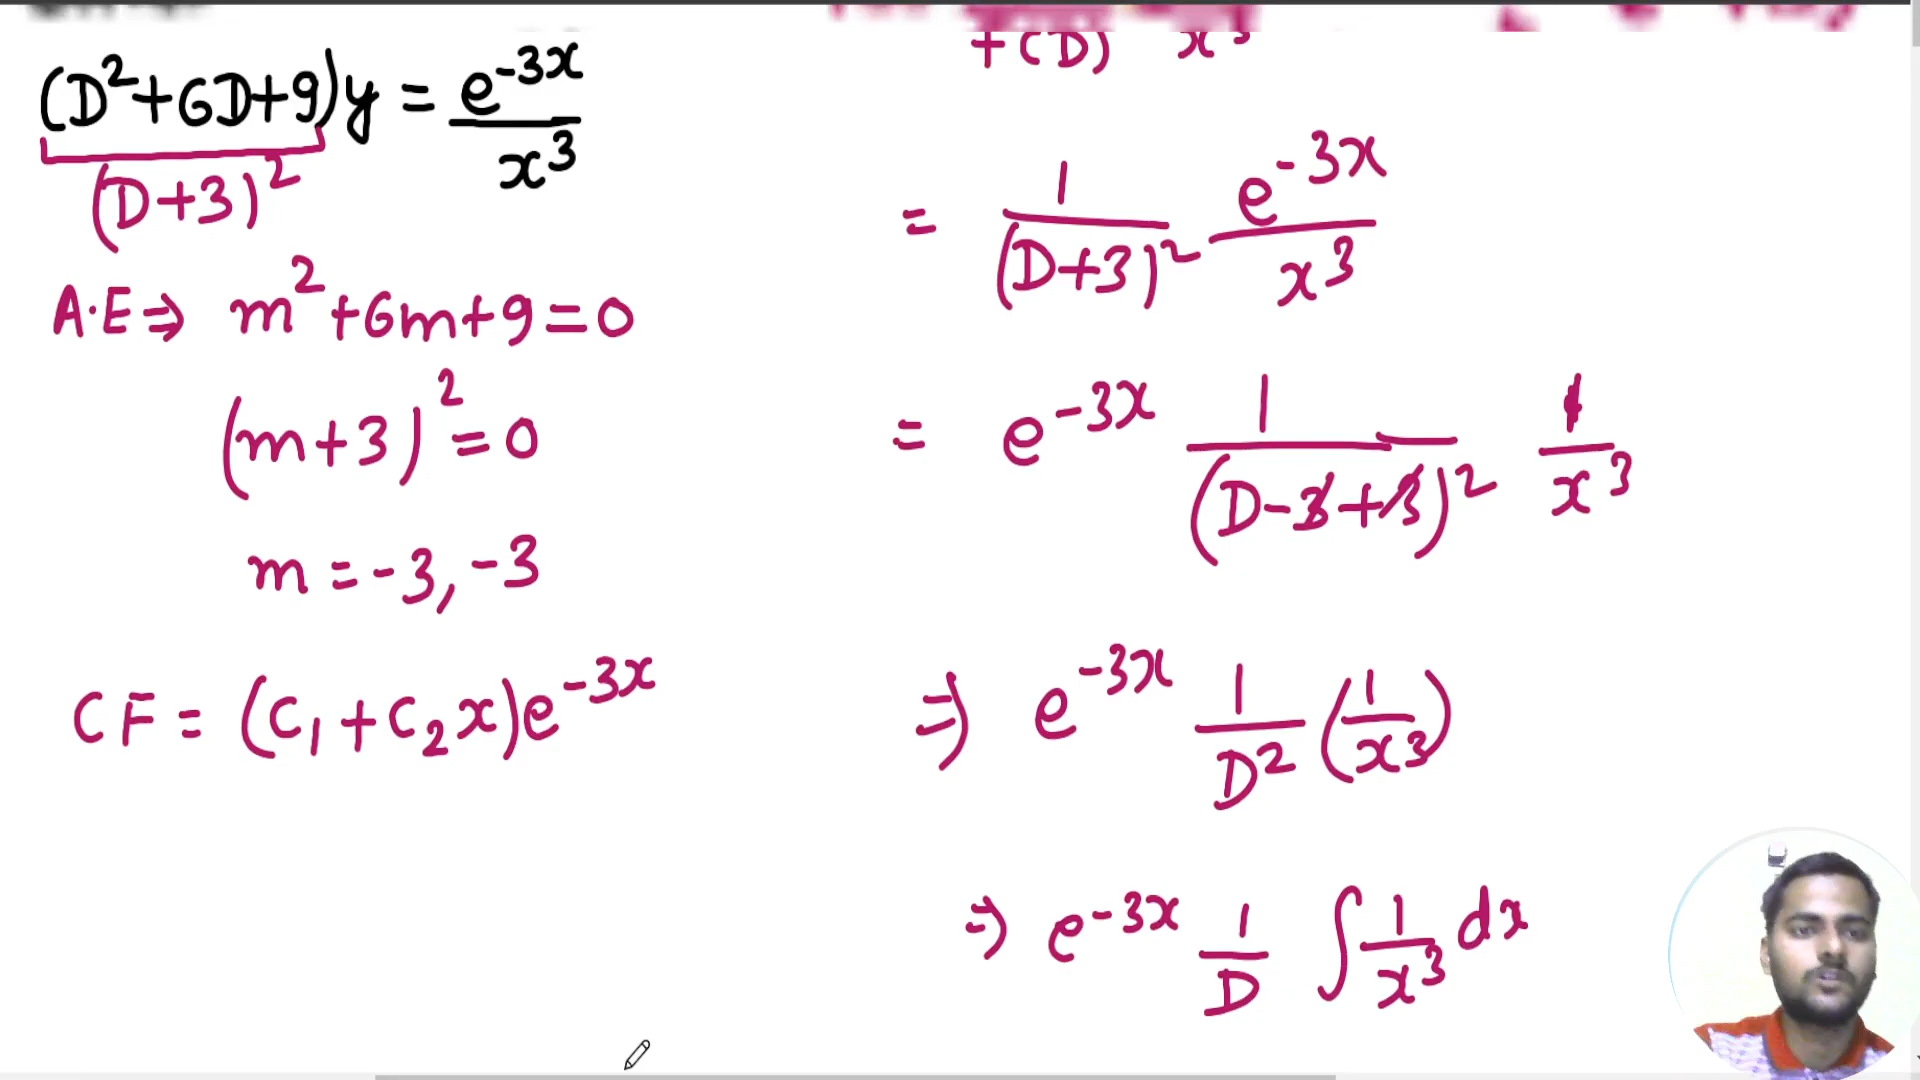 (D²+6D+9)y = e^-3x / x³
(D+3)²
A·E ⇒ m²+6m+9=0
(m+3)²=0
m = -3, -3
CF = (C₁+C₂x)e^-3x
f(D) x³
= 1/(D+3)² e^-3x / x³
= e^-3x 1/(D-3+3)² 1/x³
⇒ e^-3x 1/D² (1/x³)
⇒ e^-3x 1/D ∫ 1/x³ dx